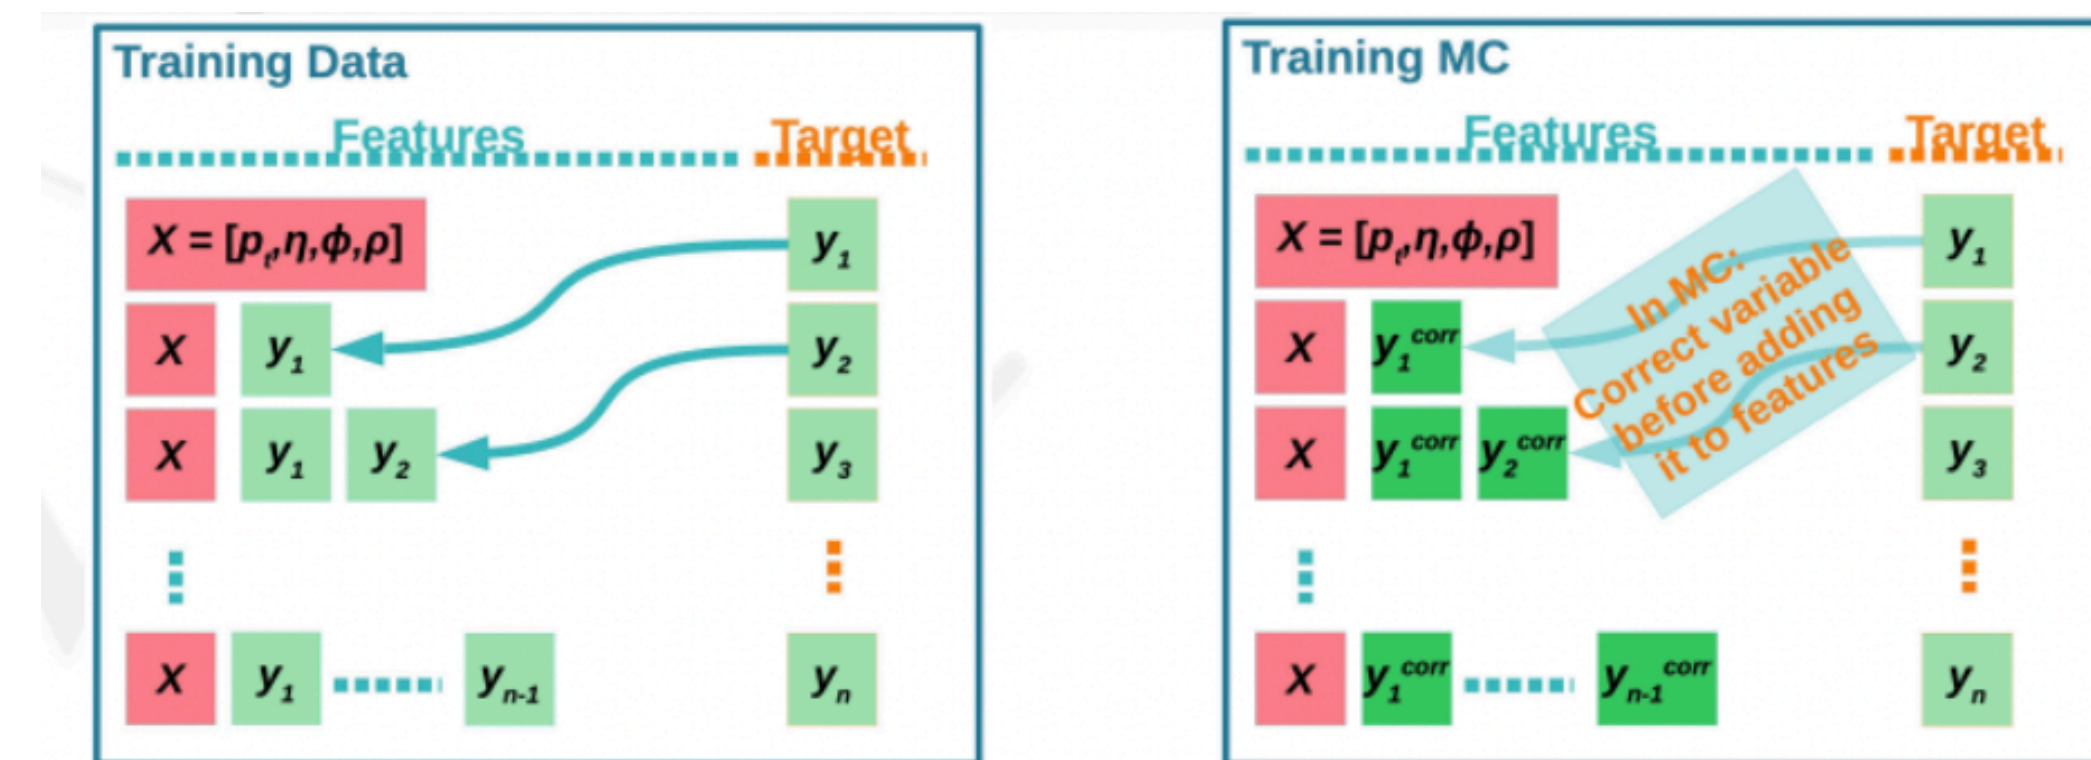 Training Data
Features Target
X = [pₜ,η,ϕ,ρ] y₁
X y₁ y₂
X y₁ y₂ y₃
X y₁ yₙ₋₁ yₙ
Training MC
Features Target
X = [pₜ,η,ϕ,ρ] y₁
X y₁ᶜᵒʳʳ y₂
X y₁ᶜᵒʳʳ y₂ᶜᵒʳʳ y₃
X y₁ᶜᵒʳʳ yₙ₋₁ᶜᵒʳʳ yₙ
In MC:
Correct variable
before adding
it to features